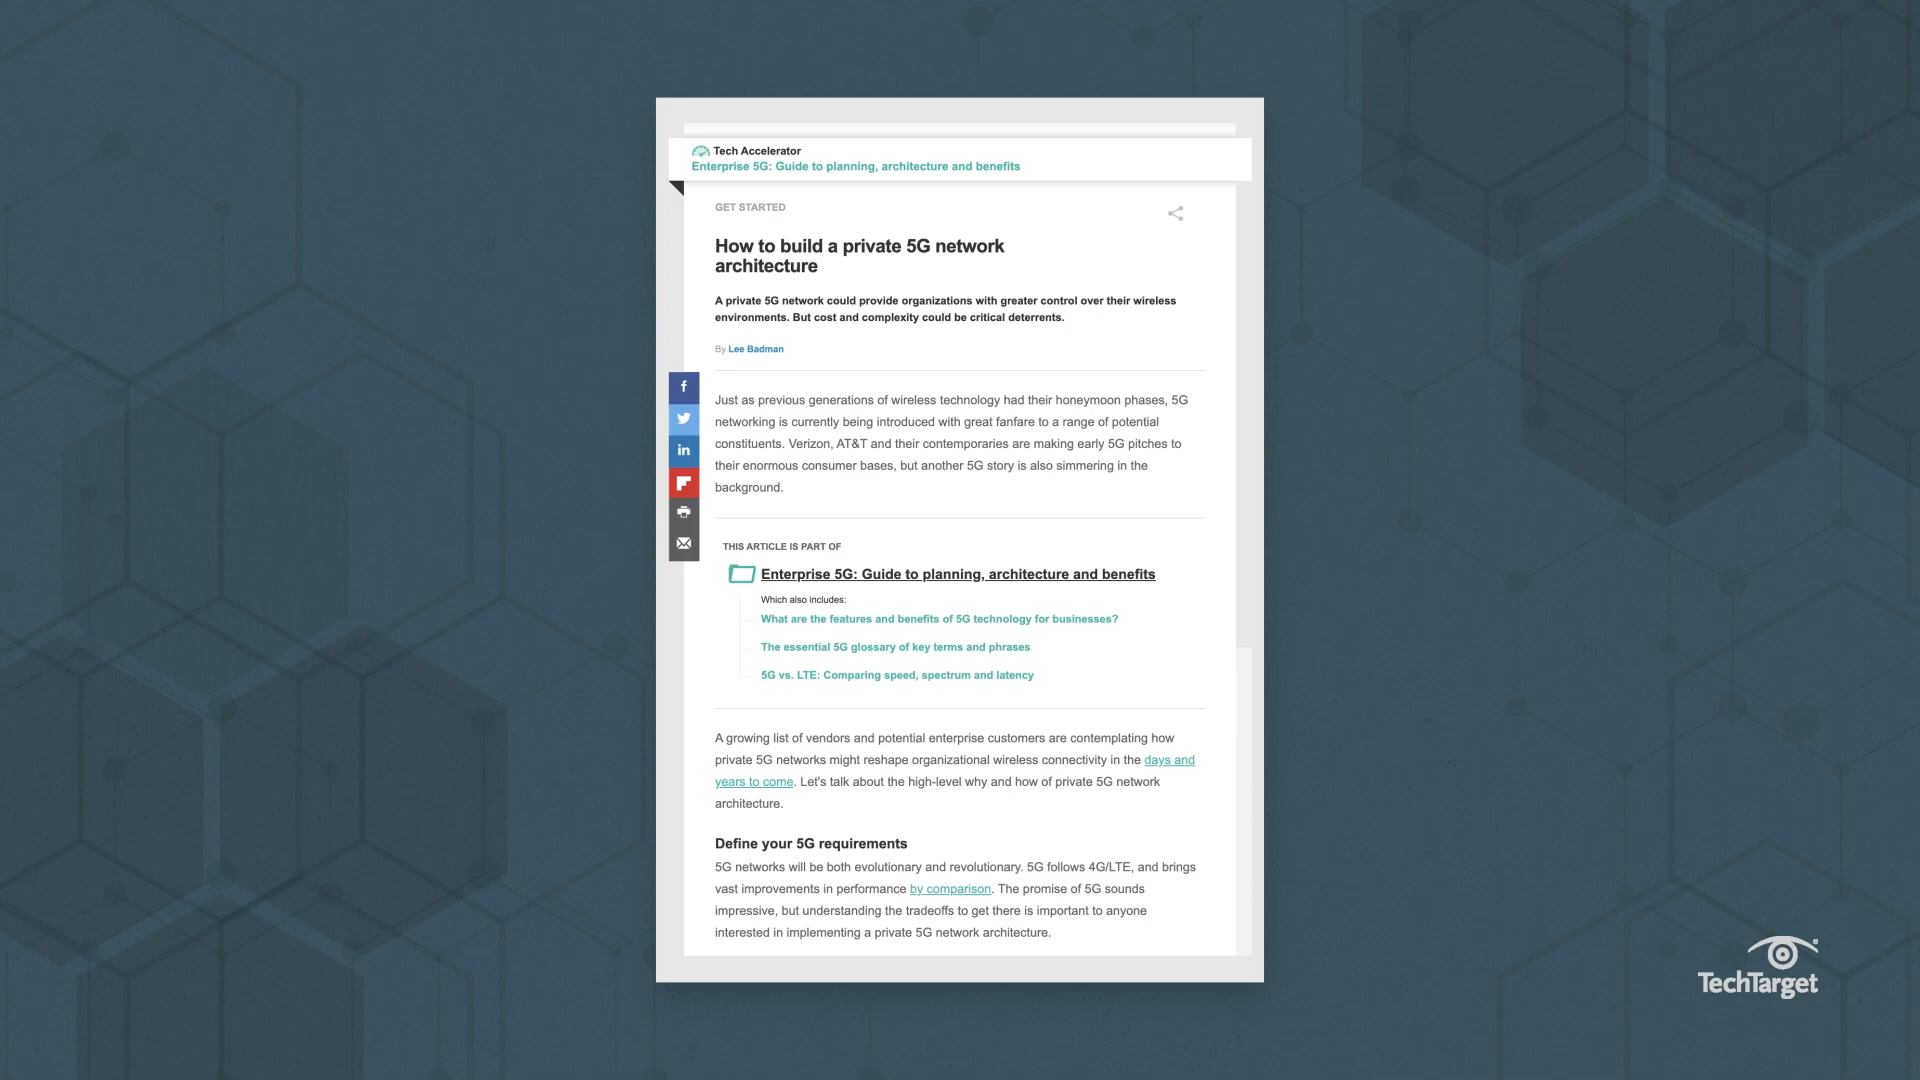 Tech Accelerator
Enterprise 5G: Guide to planning, architecture and benefits
GET STARTED
How to build a private 5G network
architecture
A private 5G network could provide organizations with greater control over their wireless
environments. But cost and complexity could be critical deterrents.
By Lee Badman
Just as previous generations of wireless technology had their honeymoon phases, 5G
networking is currently being introduced with great fanfare to a range of potential
constituents. Verizon, AT&T and their contemporaries are making early 5G pitches to
their enormous consumer bases, but another 5G story is also simmering in the
background.
THIS ARTICLE IS PART OF
Enterprise 5G: Guide to planning, architecture and benefits
Which also includes:
What are the features and benefits of 5G technology for businesses?
The essential 5G glossary of key terms and phrases
5G vs. LTE: Comparing speed, spectrum and latency
A growing list of vendors and potential enterprise customers are contemplating how
private 5G networks might reshape organizational wireless connectivity in the days and
years to come. Let's talk about the high-level why and how of private 5G network
architecture.
Define your 5G requirements
5G networks will be both evolutionary and revolutionary. 5G follows 4G/LTE, and brings
vast improvements in performance by comparison. The promise of 5G sounds
impressive, but understanding the tradeoffs to get there is important to anyone
interested in implementing a private 5G network architecture.
TechTarget